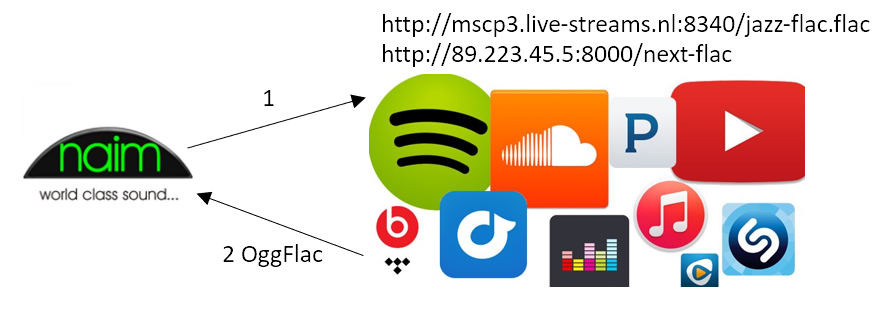 http://mscp3.live-streams.nl:8340/jazz-flac.flac
http://89.223.45.5:8000/next-flac
1
naim
world class sound...
2 OggFlac
P
b